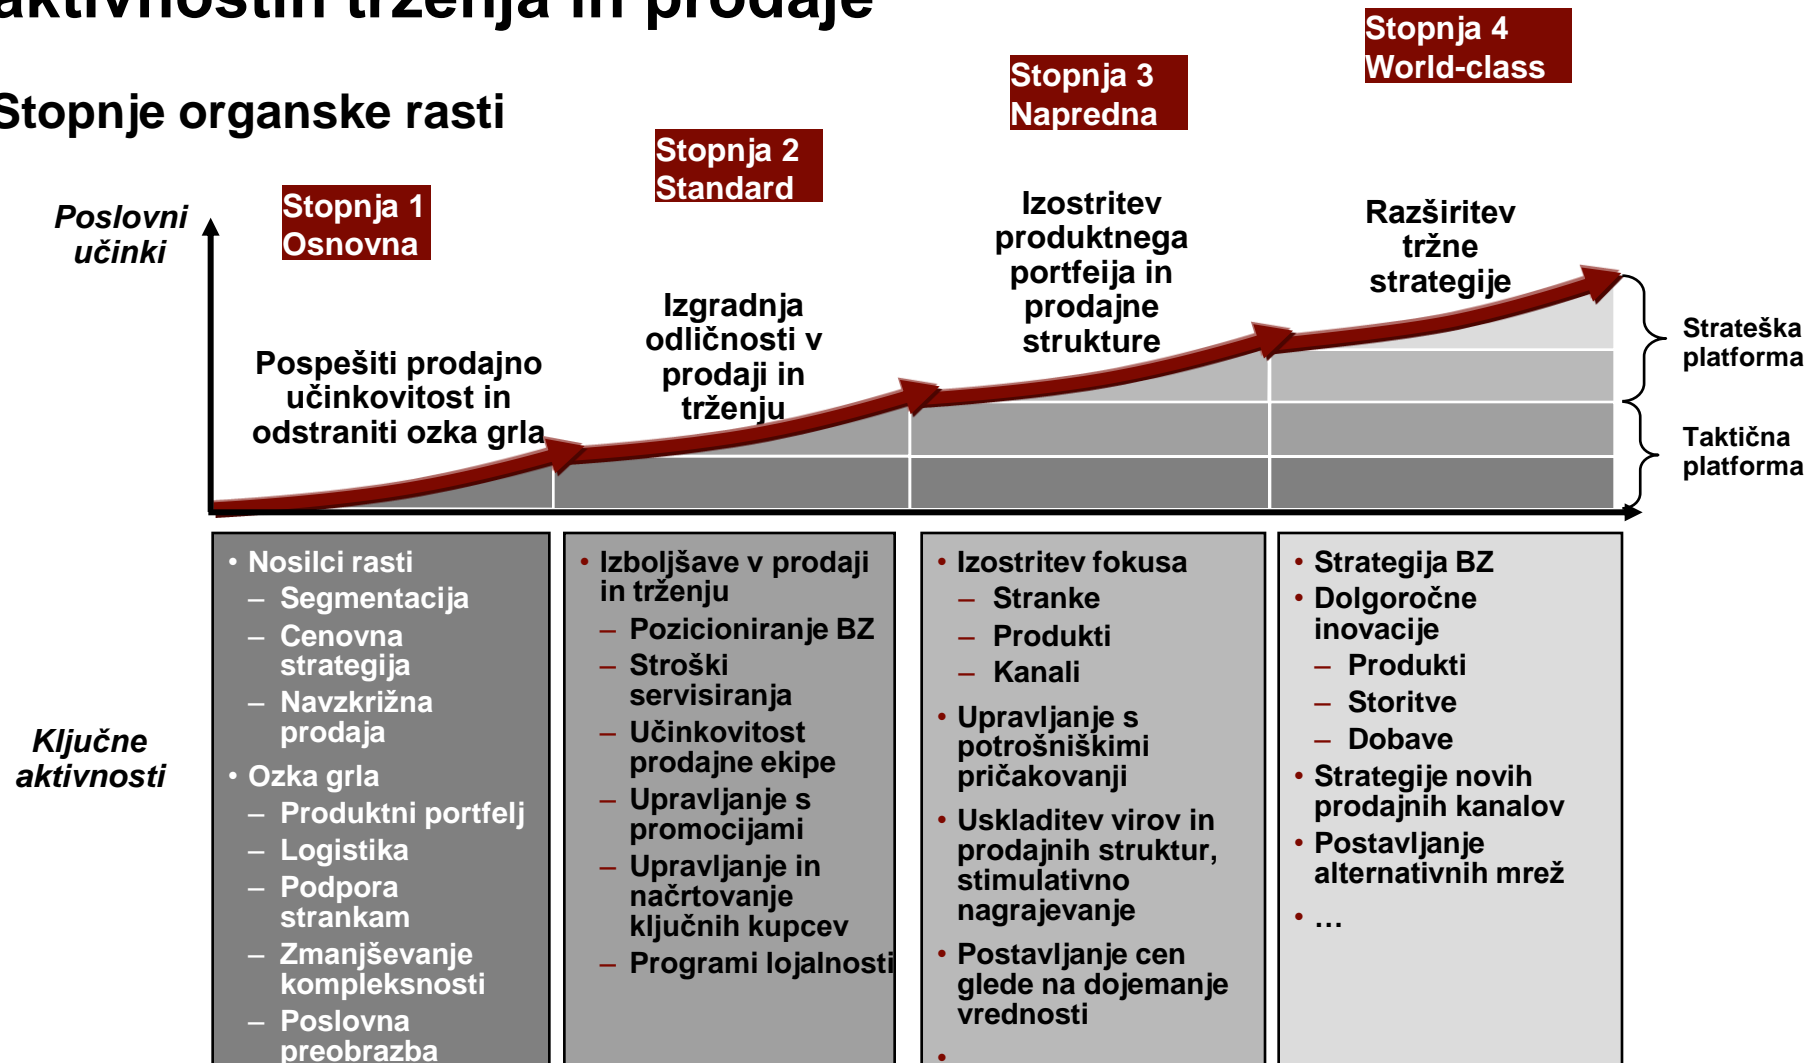 aktivnostih trženja in prodaje
Stopnje organske rasti
Stopnja 1
Osnovna
Stopnja 2
Standard
Stopnja 3
Napredna
Stopnja 4
World-class
Poslovni
učinki
Pospešiti prodajno
učinkovitost in
odstraniti ozka grla
Izgradnja
odličnosti v
prodaji in
trženju
Izostritev
produktnega
portfeija in
prodajne
strukture
Razširitev
tržne
strategije
Strateška
platforma
Taktična
platforma
Ključne
aktivnosti
• Nosilci rasti
– Segmentacija
– Cenovna
strategija
– Navzkrižna
prodaja
• Ozka grla
– Produktni portfelj
– Logistika
– Podpora
strankam
– Zmanjševanje
kompleksnosti
– Poslovna
preobrazba
• Izboljšave v prodaji
in trženju
– Pozicioniranje BZ
– Stroški
servisiranja
– Učinkovitost
prodajne ekipe
– Upravljanje s
promocijami
– Upravljanje in
načrtovanje
ključnih kupcev
– Programi lojalnosti
• Izostritev fokusa
– Stranke
– Produkti
– Kanali
• Upravljanje s
potrošniškimi
pričakovanji
• Uskladitev virov in
prodajnih struktur,
stimulativno
nagrajevanje
• Postavljanje cen
glede na dojemanje
vrednosti
•
• Strategija BZ
• Dolgoročne
inovacije
– Produkti
– Storitve
– Dobave
• Strategije novih
prodajnih kanalov
• Postavljanje
alternativnih mrež
• …